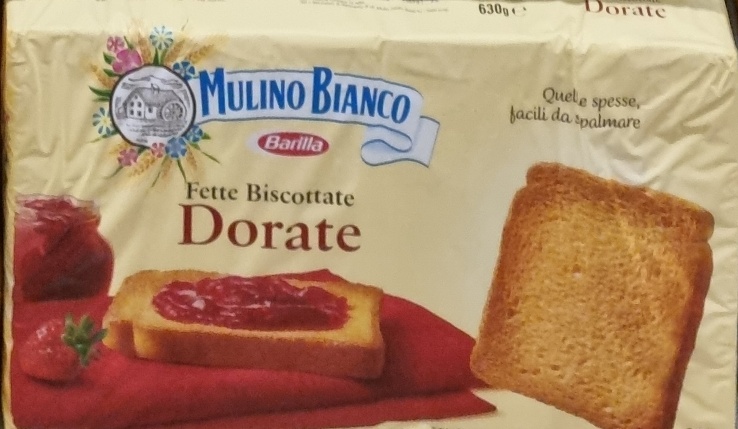 630g e
Dorate
MULINO BIANCO
Barilla
Quelle spesse,
facili da spalmare
Fette Biscottate
Dorate